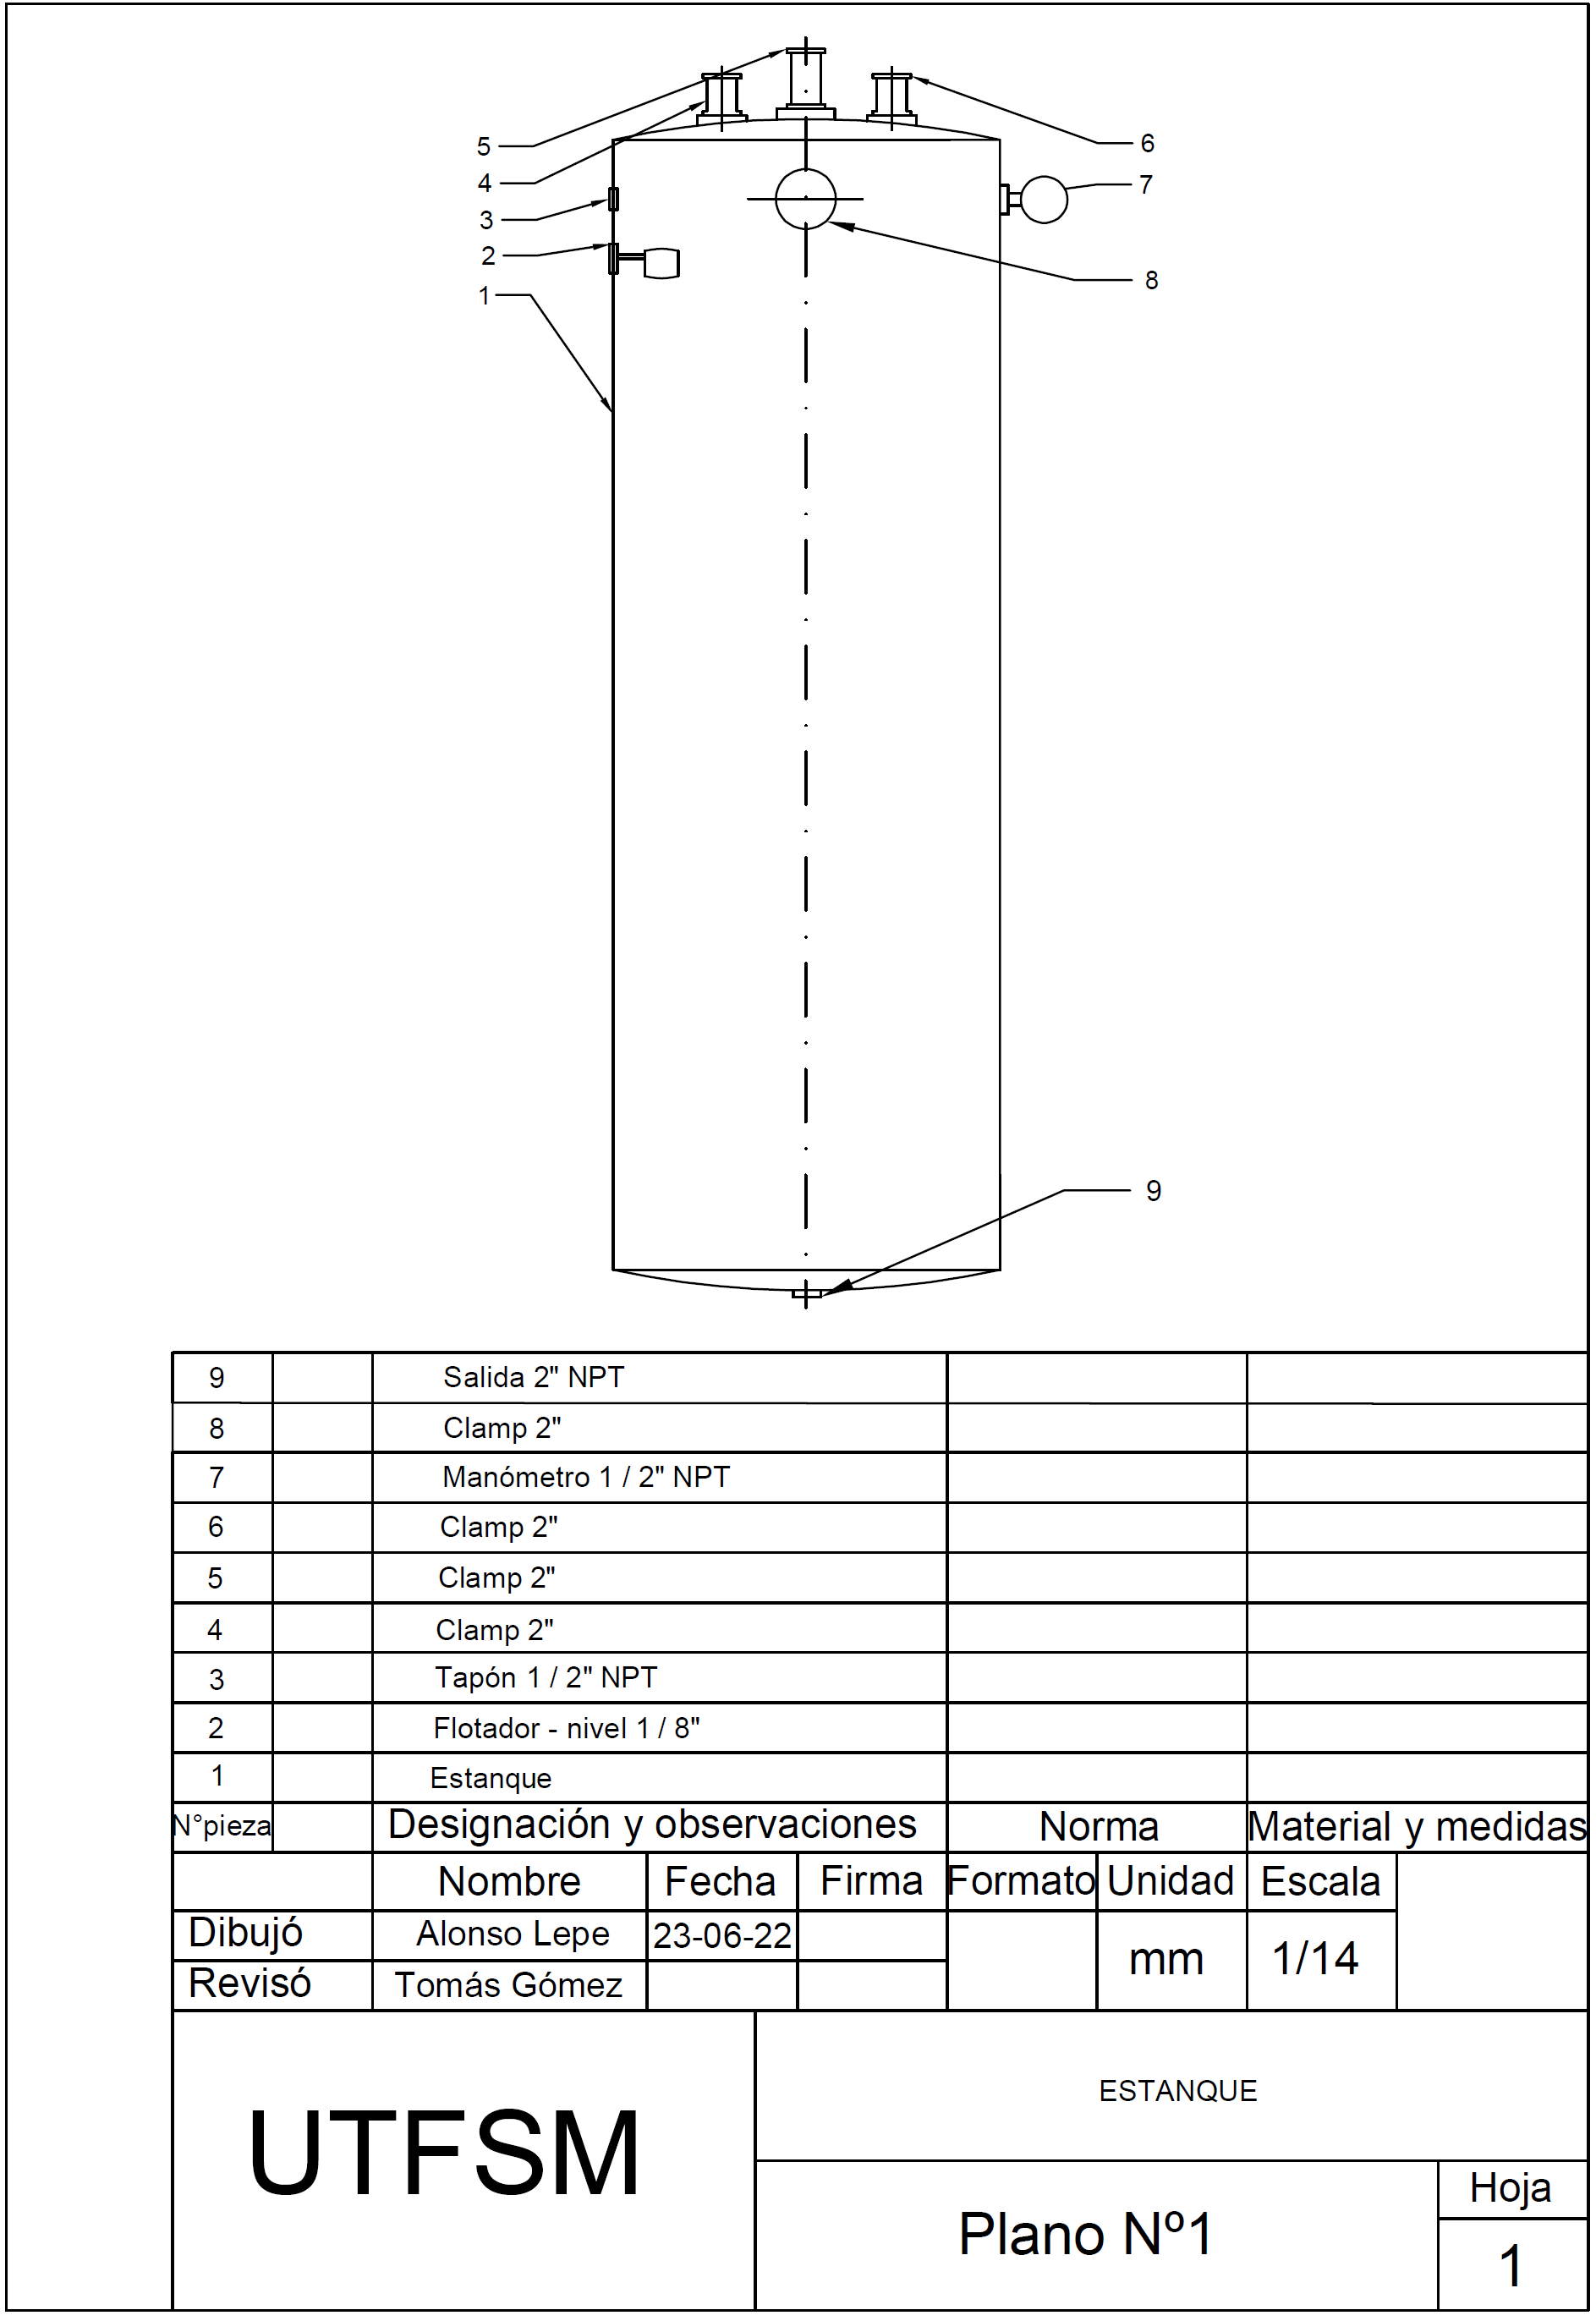 5
4
3
2
1
6
7
8
9
9 Salida 2" NPT
8 Clamp 2"
7 Manómetro 1 / 2" NPT
6 Clamp 2"
5 Clamp 2"
4 Clamp 2"
3 Tapón 1 / 2" NPT
2 Flotador - nivel 1 / 8"
1 Estanque
N°pieza Designación y observaciones Norma Material y medidas
Nombre Fecha Firma Formato Unidad Escala
Dibujó Alonso Lepe 23-06-22 mm 1/14
Revisó Tomás Gómez
UTFSM
ESTANQUE
Plano Nº1
Hoja
1